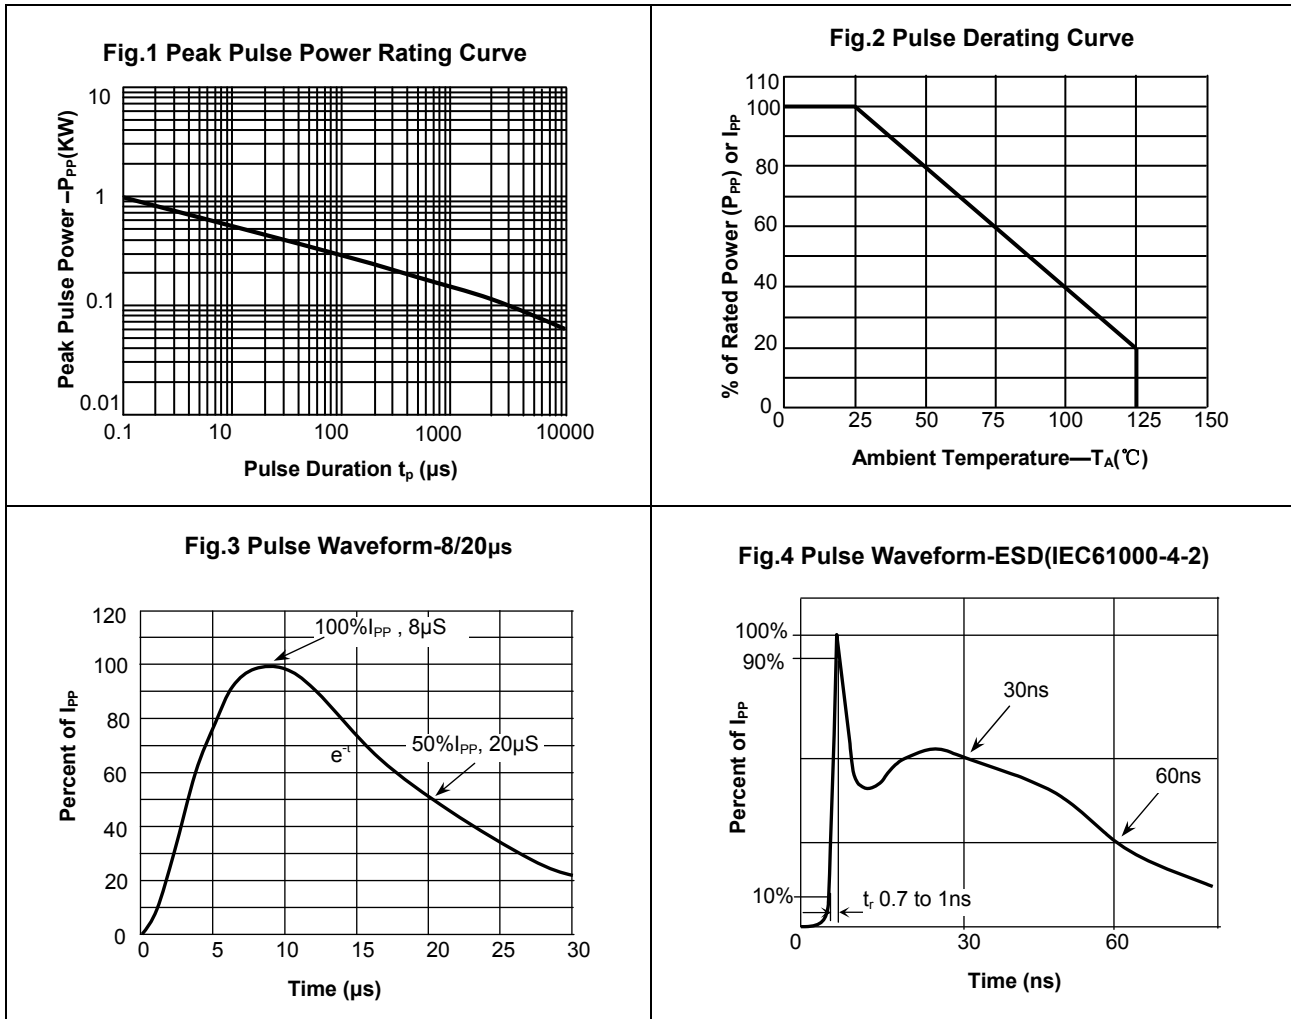 Fig.1 Peak Pulse Power Rating Curve
Peak Pulse Power –PPP(KW)
10
1
0.1
0.01
0.1 10 100 1000 10000
Pulse Duration tp (µs)
Fig.2 Pulse Derating Curve
% of Rated Power (PPP) or IPP
110
100
80
60
40
20
0
0 25 50 75 100 125 150
Ambient Temperature—TA(℃)
Fig.3 Pulse Waveform-8/20µs
Percent of IPP
120
100
80
60
40
20
0
100%IPP , 8µS
50%IPP, 20µS
e-t
0 5 10 15 20 25 30
Time (µs)
Fig.4 Pulse Waveform-ESD(IEC61000-4-2)
Percent of IPP
100%
90%
10%
30ns
60ns
tr 0.7 to 1ns
0 30 60
Time (ns)